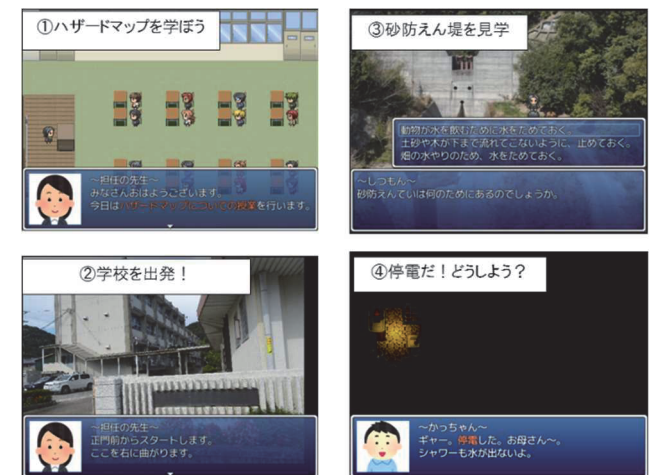 ①ハザードマップを学ぼう
～担任の先生～
みなさんおはようございます。
今日はハザードマップについての授業を行います。
②学校を出発！
～担任の先生～
正門前からスタートします。
ここを右に曲がります。
③砂防えん堤を見学
動物が水を飲むために水をためておく。
土砂や木が下まで流れてこないように、止めておく。
畑の水やりのため、水をためておく。
～しつもん～
砂防えんていは何のためにあるのでしょうか。
④停電だ！どうしよう？
～かっちゃん～
ギャー。停電した。お母さん～。
シャワーも水が出ないよ。